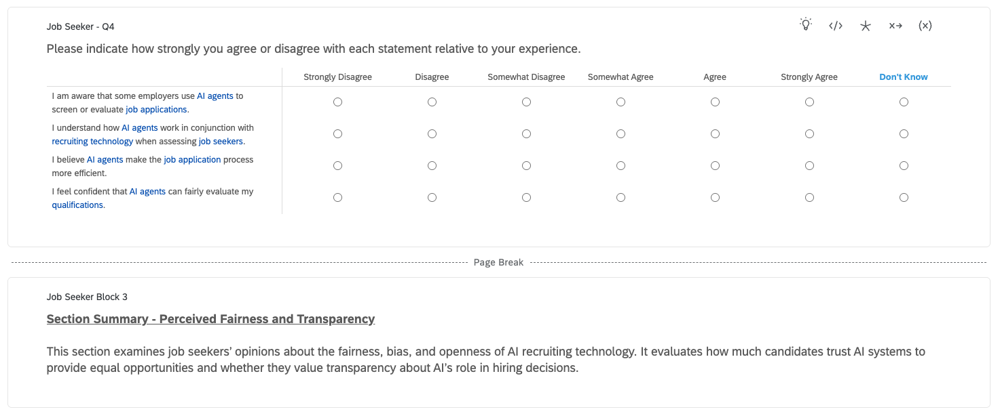 Job Seeker - Q4
Please indicate how strongly you agree or disagree with each statement relative to your experience.
Strongly Disagree Disagree Somewhat Disagree Somewhat Agree Agree Strongly Agree Don't Know
I am aware that some employers use AI agents to
screen or evaluate job applications.
I understand how AI agents work in conjunction with
recruiting technology when assessing job seekers.
I believe AI agents make the job application process
more efficient.
I feel confident that AI agents can fairly evaluate my
qualifications.
Page Break
Job Seeker Block 3
Section Summary - Perceived Fairness and Transparency
This section examines job seekers’ opinions about the fairness, bias, and openness of AI recruiting technology. It evaluates how much candidates trust AI systems to
provide equal opportunities and whether they value transparency about AI’s role in hiring decisions.